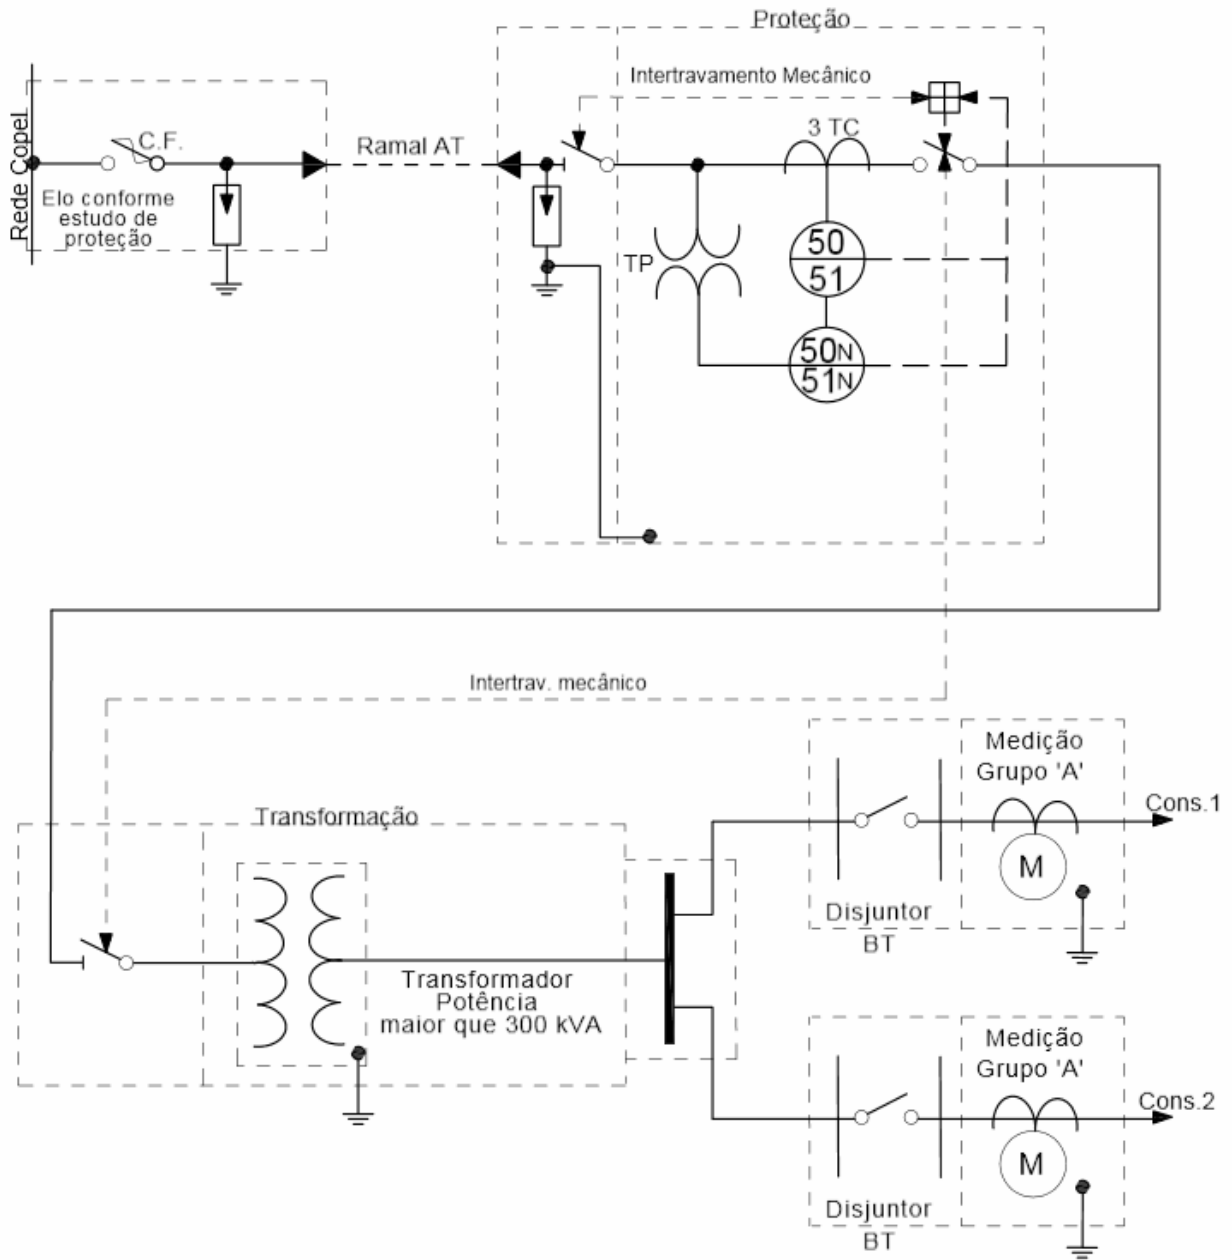 Proteção
Intertravamento Mecânico
Rede Copel
C.F.
Elo conforme
estudo de
proteção
Ramal AT
3 TC
TP
50
51
50N
51N
Intertrav. mecânico
Transformação
Transformador
Potência
maior que 300 kVA
Medição
Grupo 'A'
Cons.1
M
Disjuntor
BT
Medição
Grupo 'A'
Cons.2
M
Disjuntor
BT